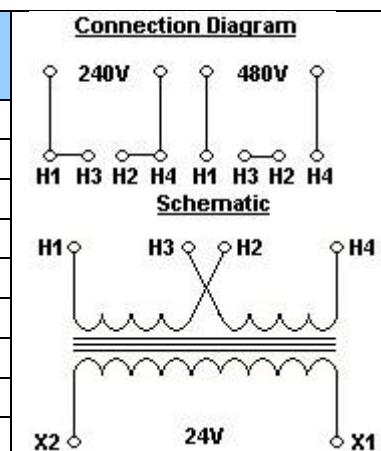 Connection Diagram
240V 480V
H1 H3 H2 H4 H1 H3 H2 H4
Schematic
H1 H3 H2 H4
X2 24V X1